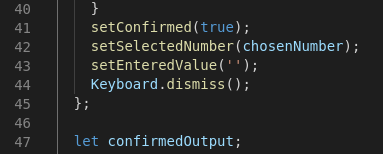 40 }
41 setConfirmed(true);
42 setSelectedNumber(chosenNumber);
43 setEnteredValue('');
44 Keyboard.dismiss();
45 };
46
47 let confirmedOutput;